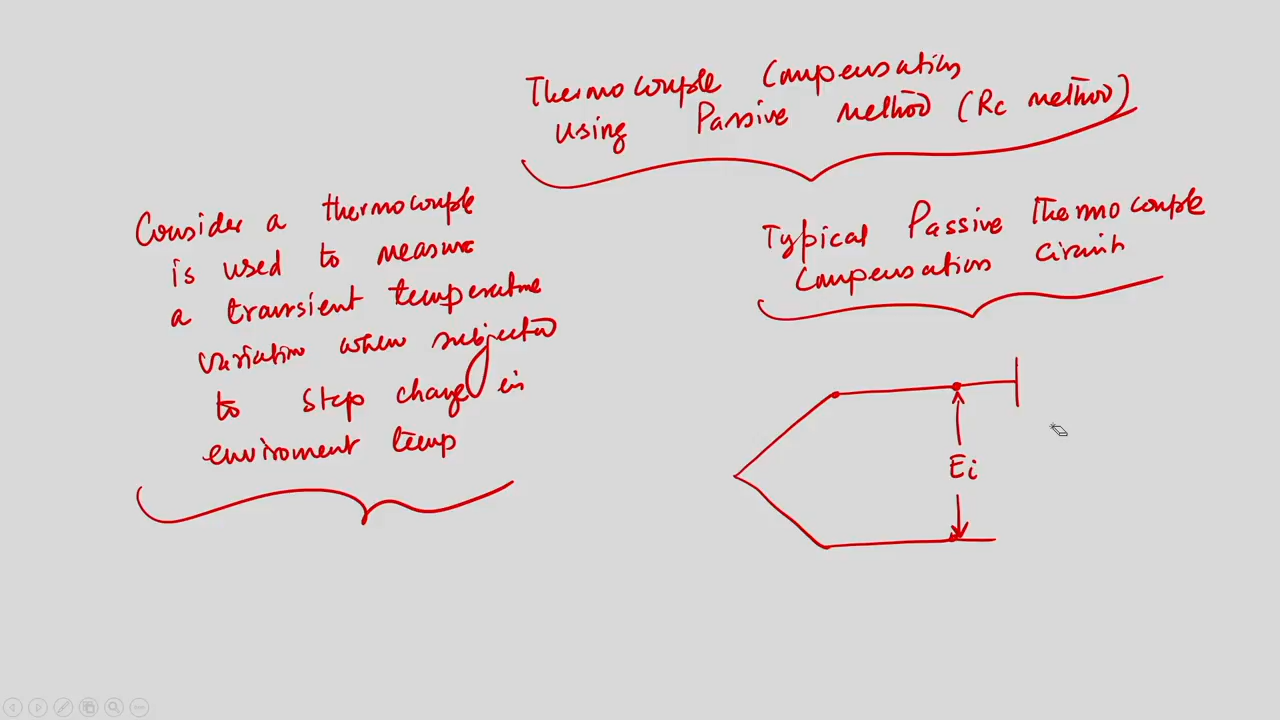 Thermocouple Compensation
using Passive method (Rc method)
Consider a thermocouple
is used to measure
a transient temperature
variation when subjected
to step change in
enviroment temp
Typical Passive Thermocouple
Compensation circuit
Ei